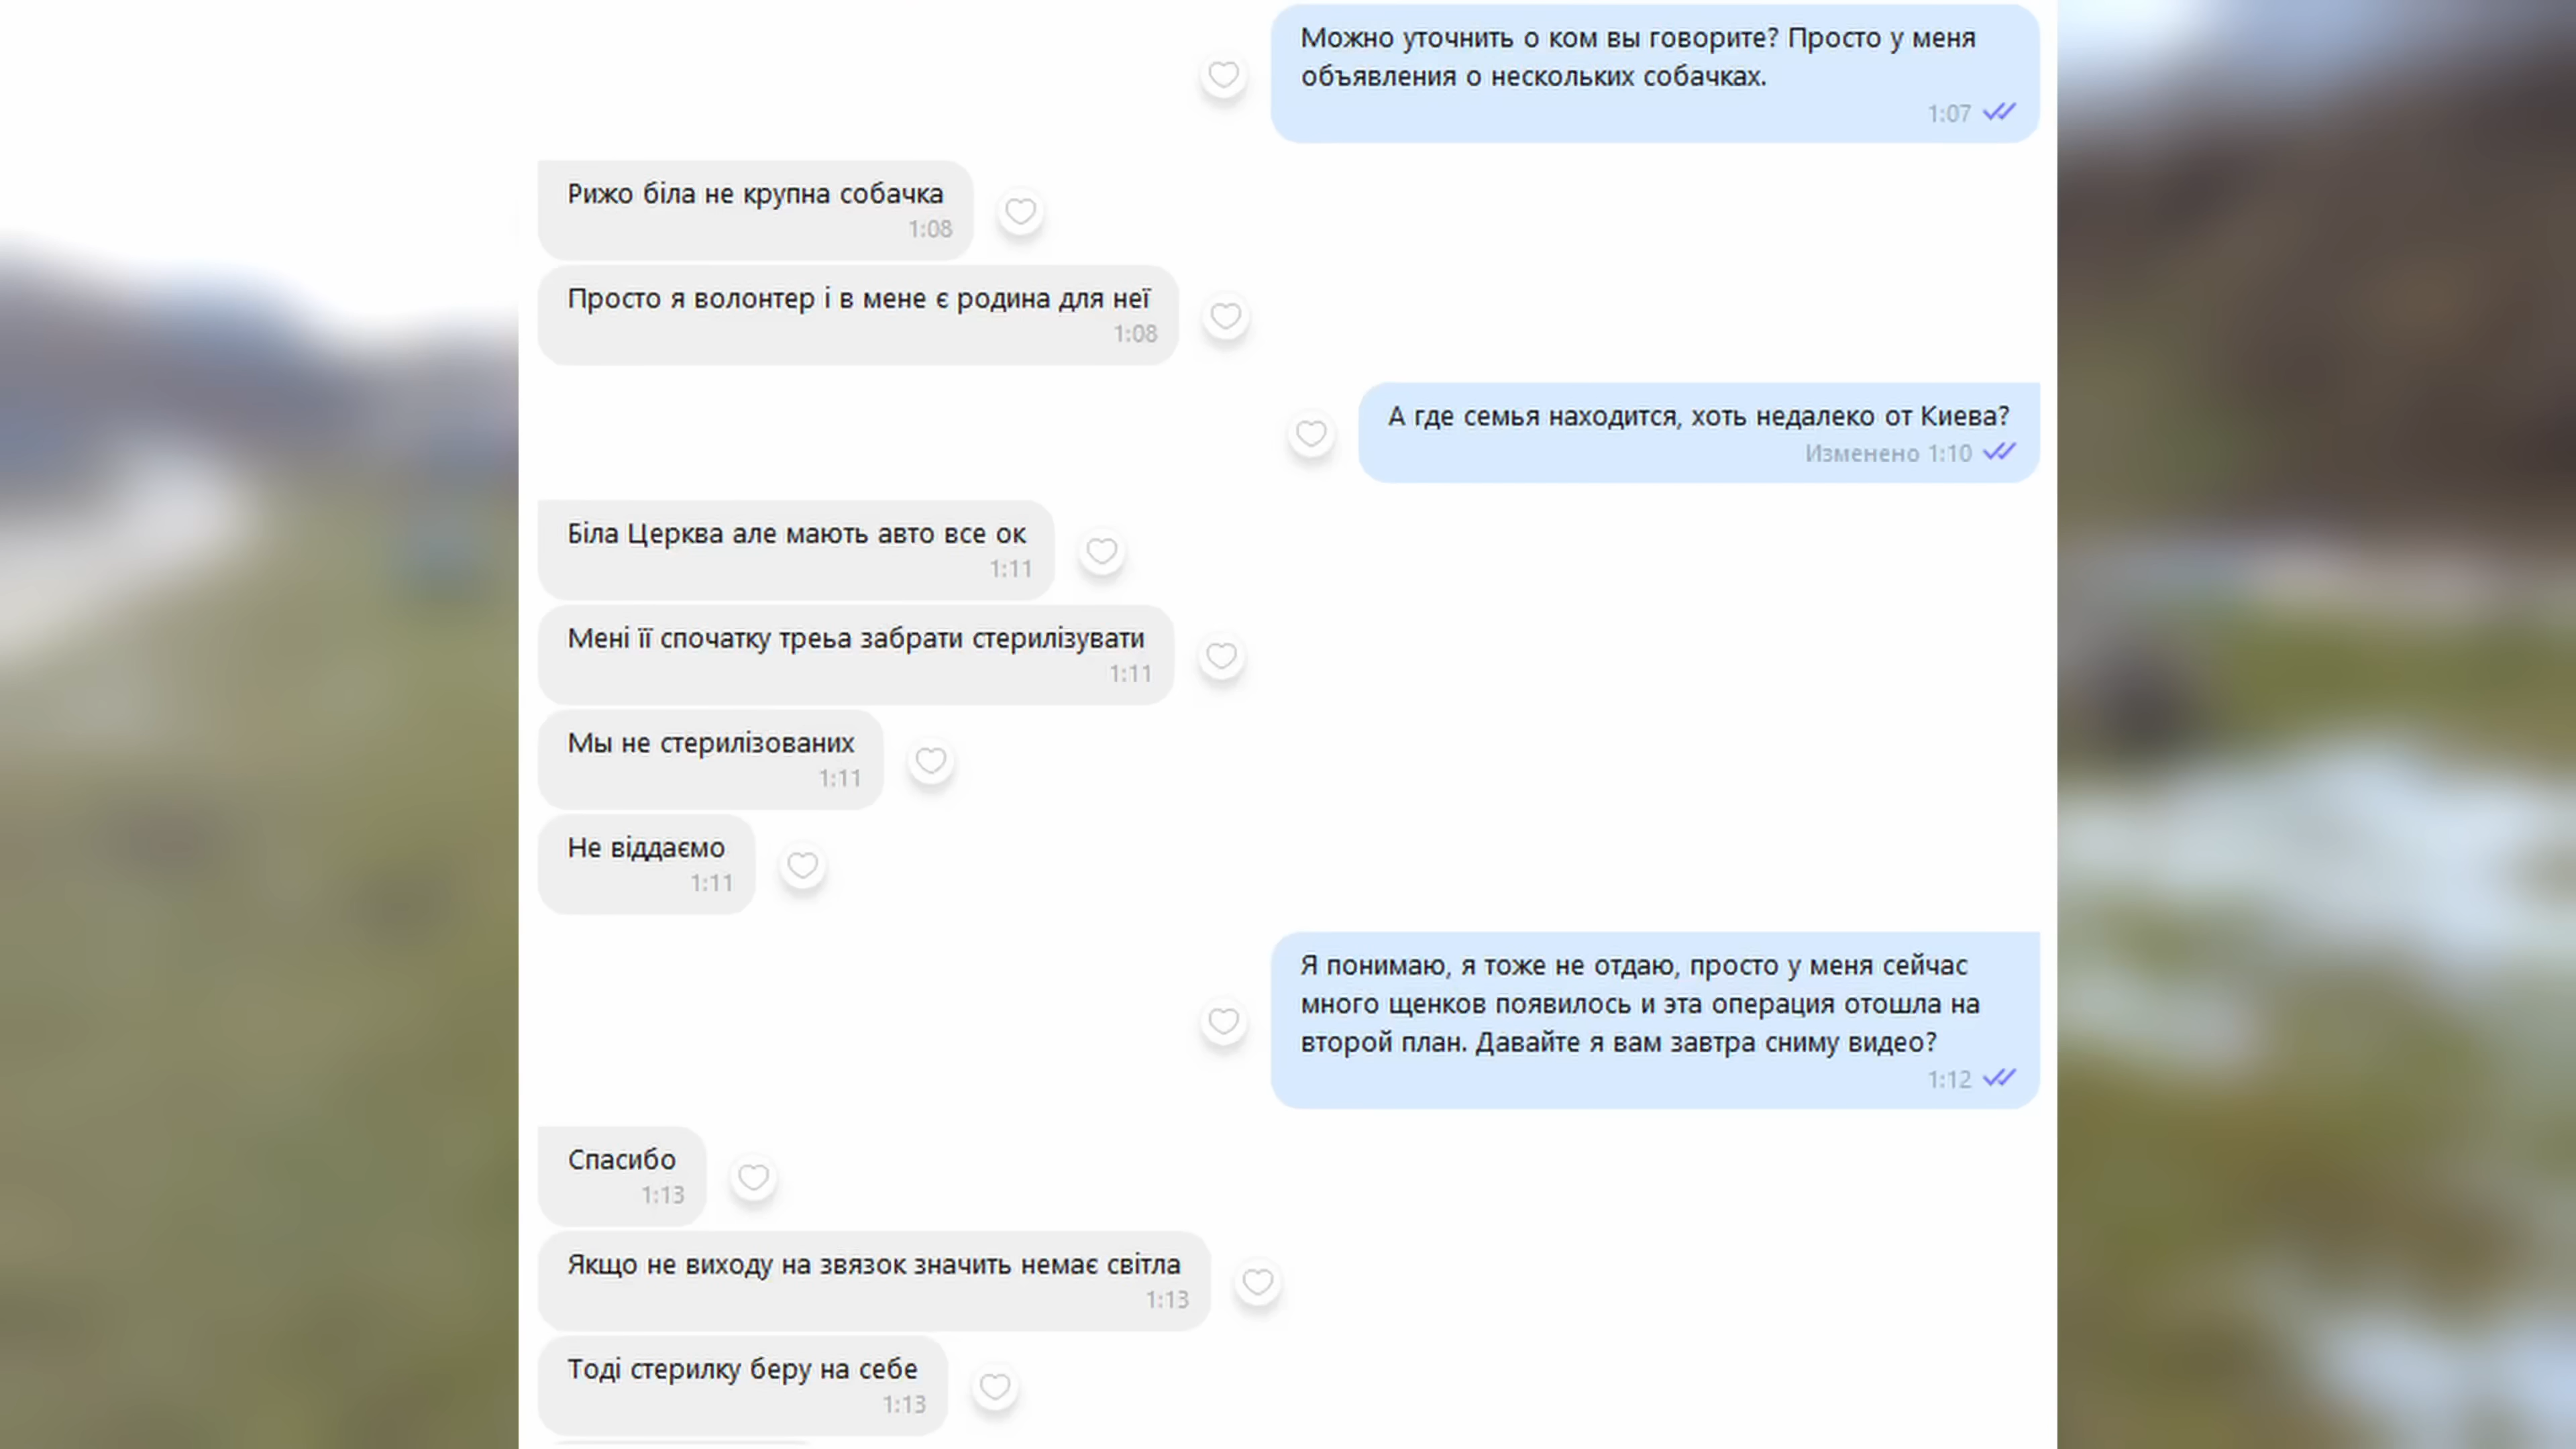 Можно уточнить о ком вы говорите? Просто у меня
объявления о нескольких собачках.
1:07
Рижо біла не крупна собачка
1:08
Просто я волонтер і в мене є родина для неї
1:08
А где семья находится, хоть недалеко от Киева?
Изменено 1:10
Біла Церква але мають авто все ок
1:11
Мені її спочатку треьа забрати стерилізувати
1:11
Мы не стерилізованих
1:11
Не віддаємо
1:11
Я понимаю, я тоже не отдаю, просто у меня сейчас
много щенков появилось и эта операция отошла на
второй план. Давайте я вам завтра сниму видео?
1:12
Спасибо
1:13
Якщо не виходу на звязок значить немає світла
1:13
Тоді стерилку беру на себе
1:13